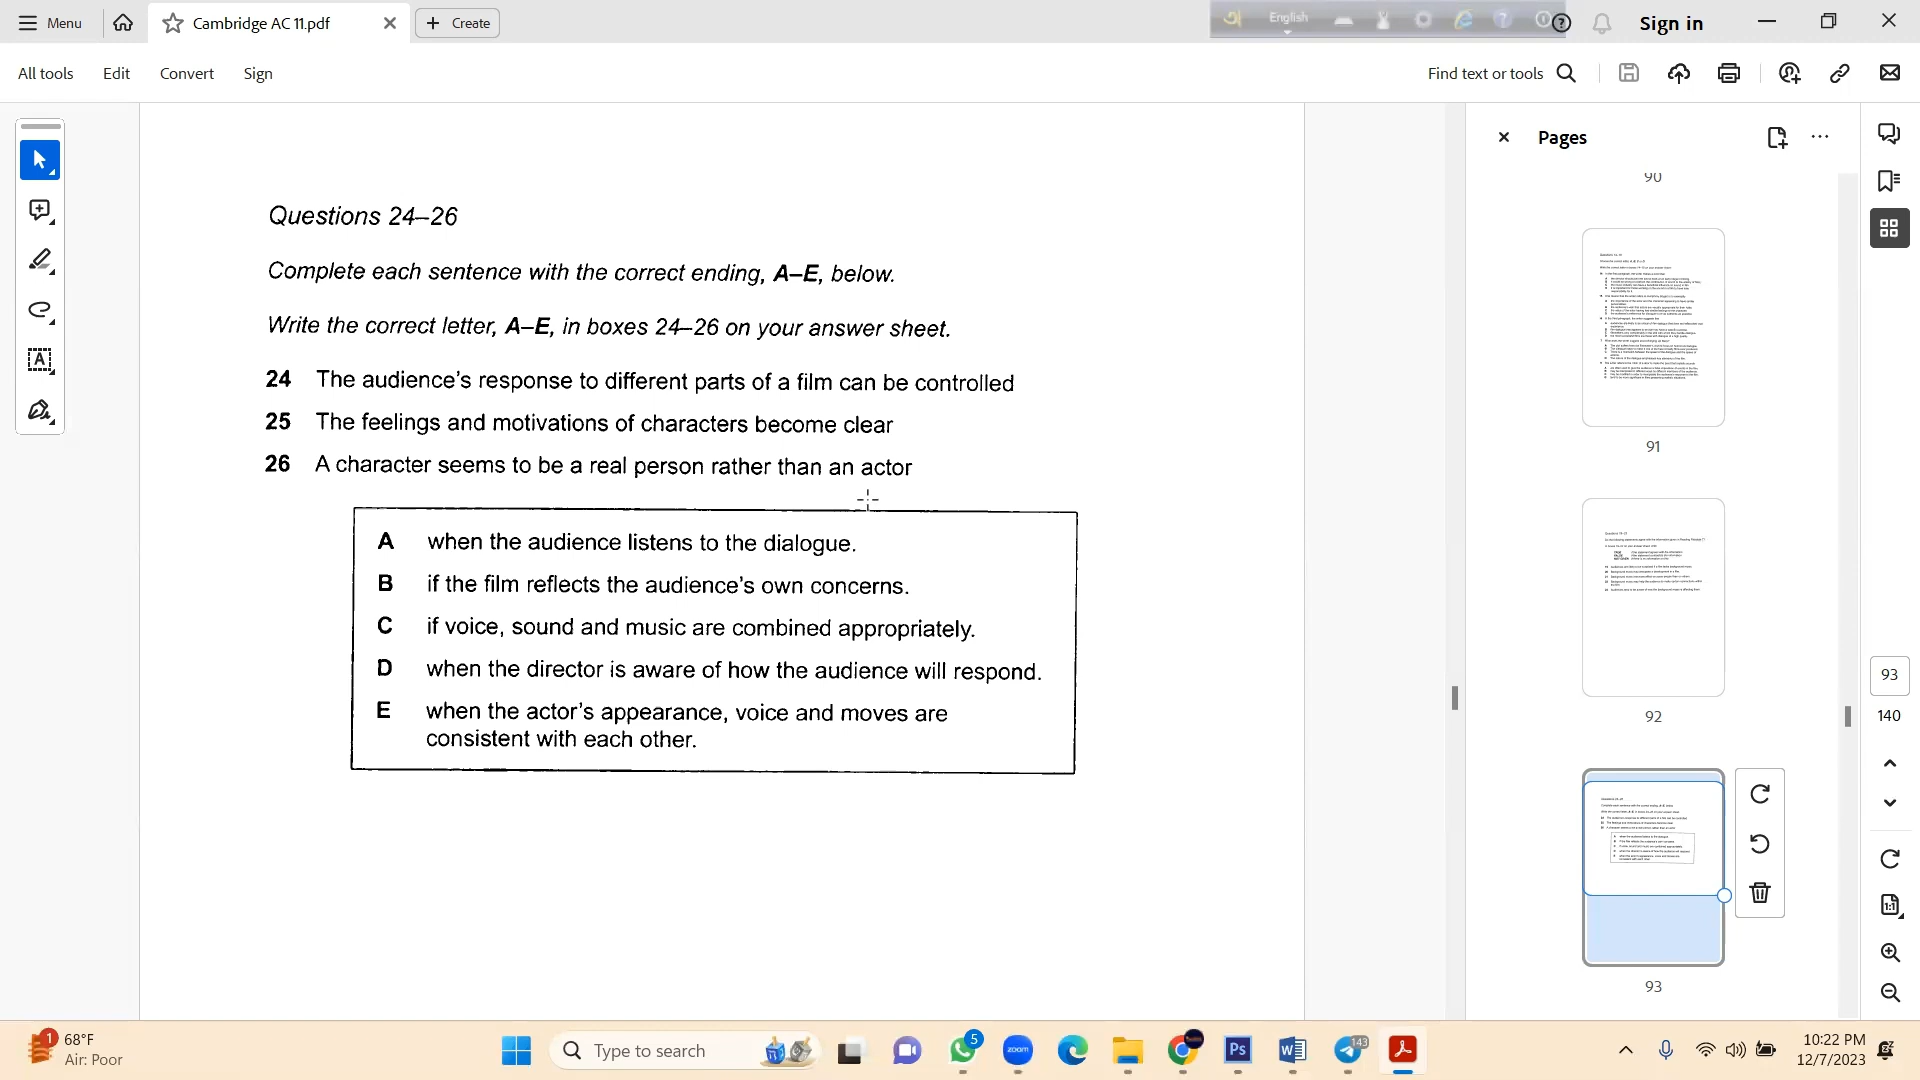 Menu
Cambridge AC 11.pdf
Create
English
Sign in
All tools
Edit
Convert
Sign
Find text or tools
Questions 24–26
Complete each sentence with the correct ending, A–E, below.
Write the correct letter, A–E, in boxes 24–26 on your answer sheet.
24 The audience's response to different parts of a film can be controlled
25 The feelings and motivations of characters become clear
26 A character seems to be a real person rather than an actor
A when the audience listens to the dialogue.
B if the film reflects the audience's own concerns.
C if voice, sound and music are combined appropriately.
D when the director is aware of how the audience will respond.
E when the actor's appearance, voice and moves are
consistent with each other.
Pages
90
91
92
93
93
140
1
68°F
Air: Poor
Type to search
5
zoom
Ps
143
10:22 PM
12/7/2023